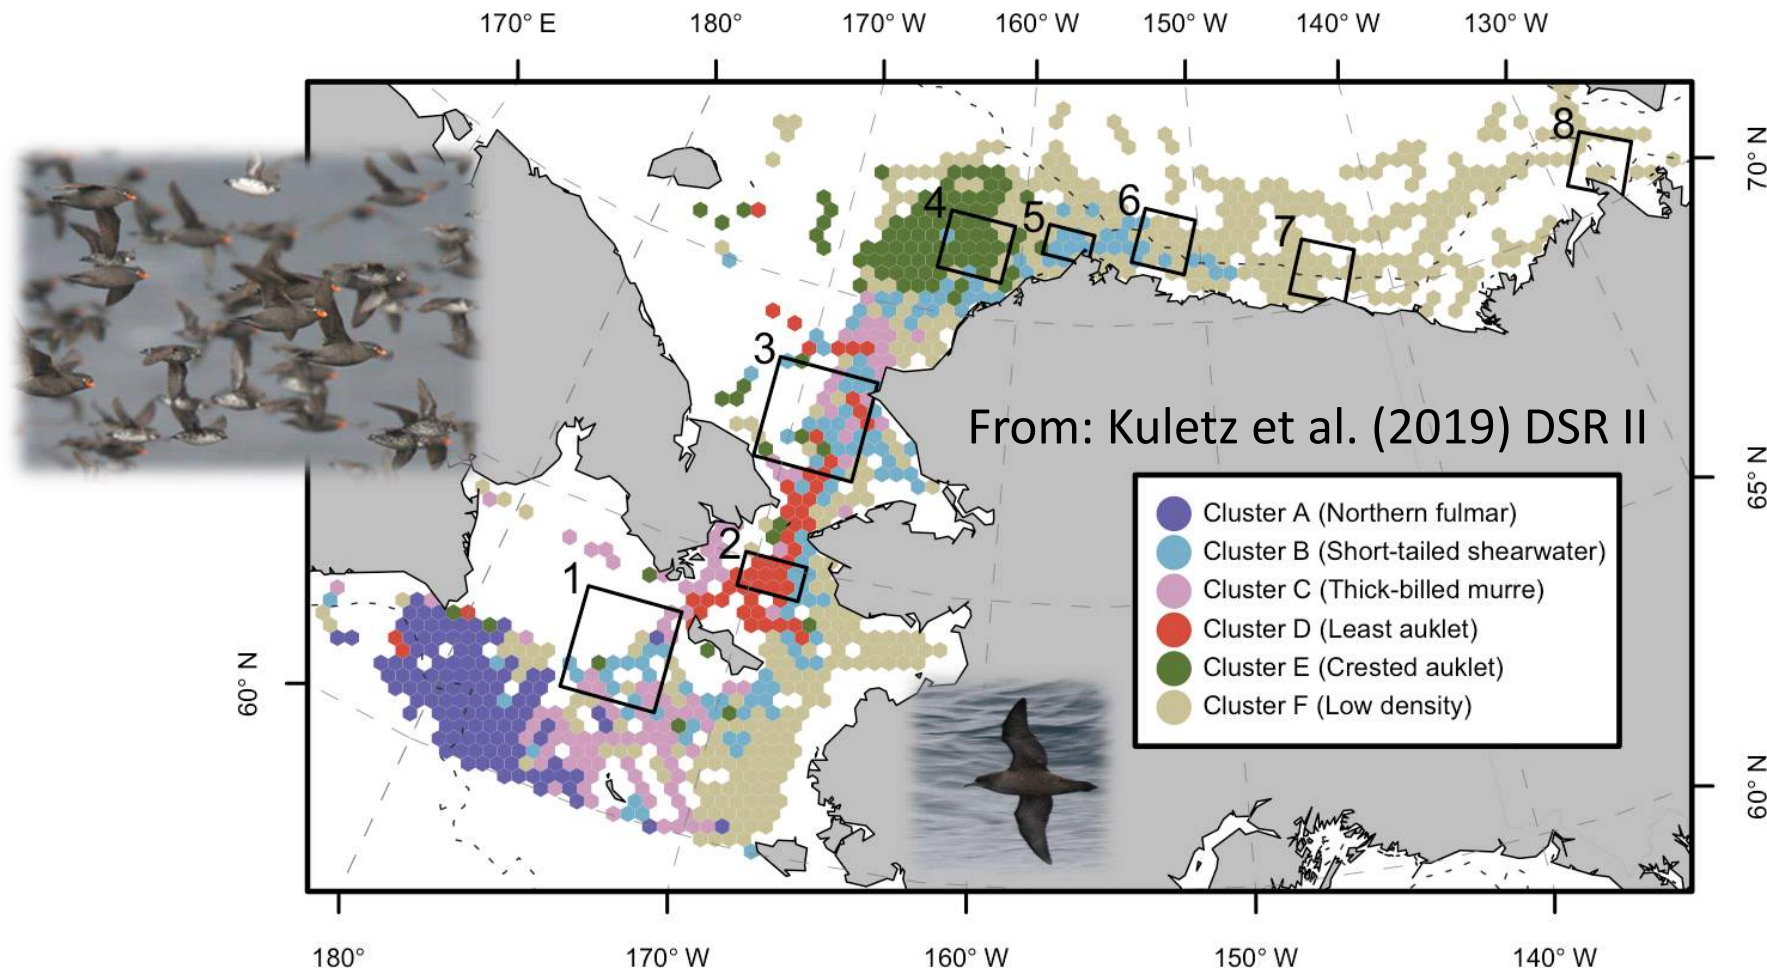 170° E 180° 170° W 160° W 150° W 140° W 130° W
8
70° N
4 5 6 7
3
From: Kuletz et al. (2019) DSR II
65° N
Cluster A (Northern fulmar)
Cluster B (Short-tailed shearwater)
Cluster C (Thick-billed murre)
Cluster D (Least auklet)
Cluster E (Crested auklet)
Cluster F (Low density)
2
1
60° N
60° N
180° 170° W 160° W 150° W 140° W